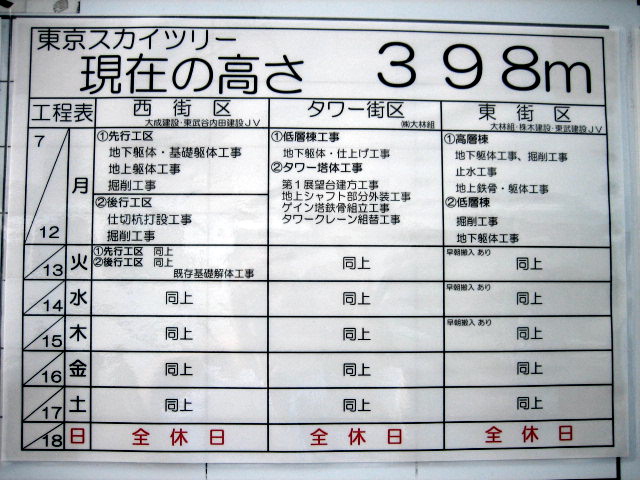 東京スカイツリー
現在の高さ 398m
工程表 西街区 タワー街区 東街区
大成建設・東武谷内田建設JV ㈱大林組 大林組・株木建設・東武建設JV
7
12
月
①先行工区
地下躯体・基礎躯体工事
地上躯体工事
掘削工事
②後行工区
仕切杭打設工事
掘削工事
①低層棟工事
地下躯体・仕上げ工事
②タワー塔体工事
第1展望台建方工事
地上シャフト部分外装工事
ゲイン塔鉄骨組立工事
タワークレーン組替工事
①高層棟
地下躯体工事、掘削工事
止水工事
地上鉄骨・躯体工事
②低層棟
掘削工事
地下躯体工事
13 火
①先行工区 同上
②後行工区 同上
既存基礎解体工事
同上
早朝搬入 あり
同上
14 水 同上 同上
早朝搬入 あり
同上
15 木 同上 同上
早朝搬入 あり
同上
16 金 同上 同上 同上
17 土 同上 同上 同上
18 日 全休日 全休日 全休日